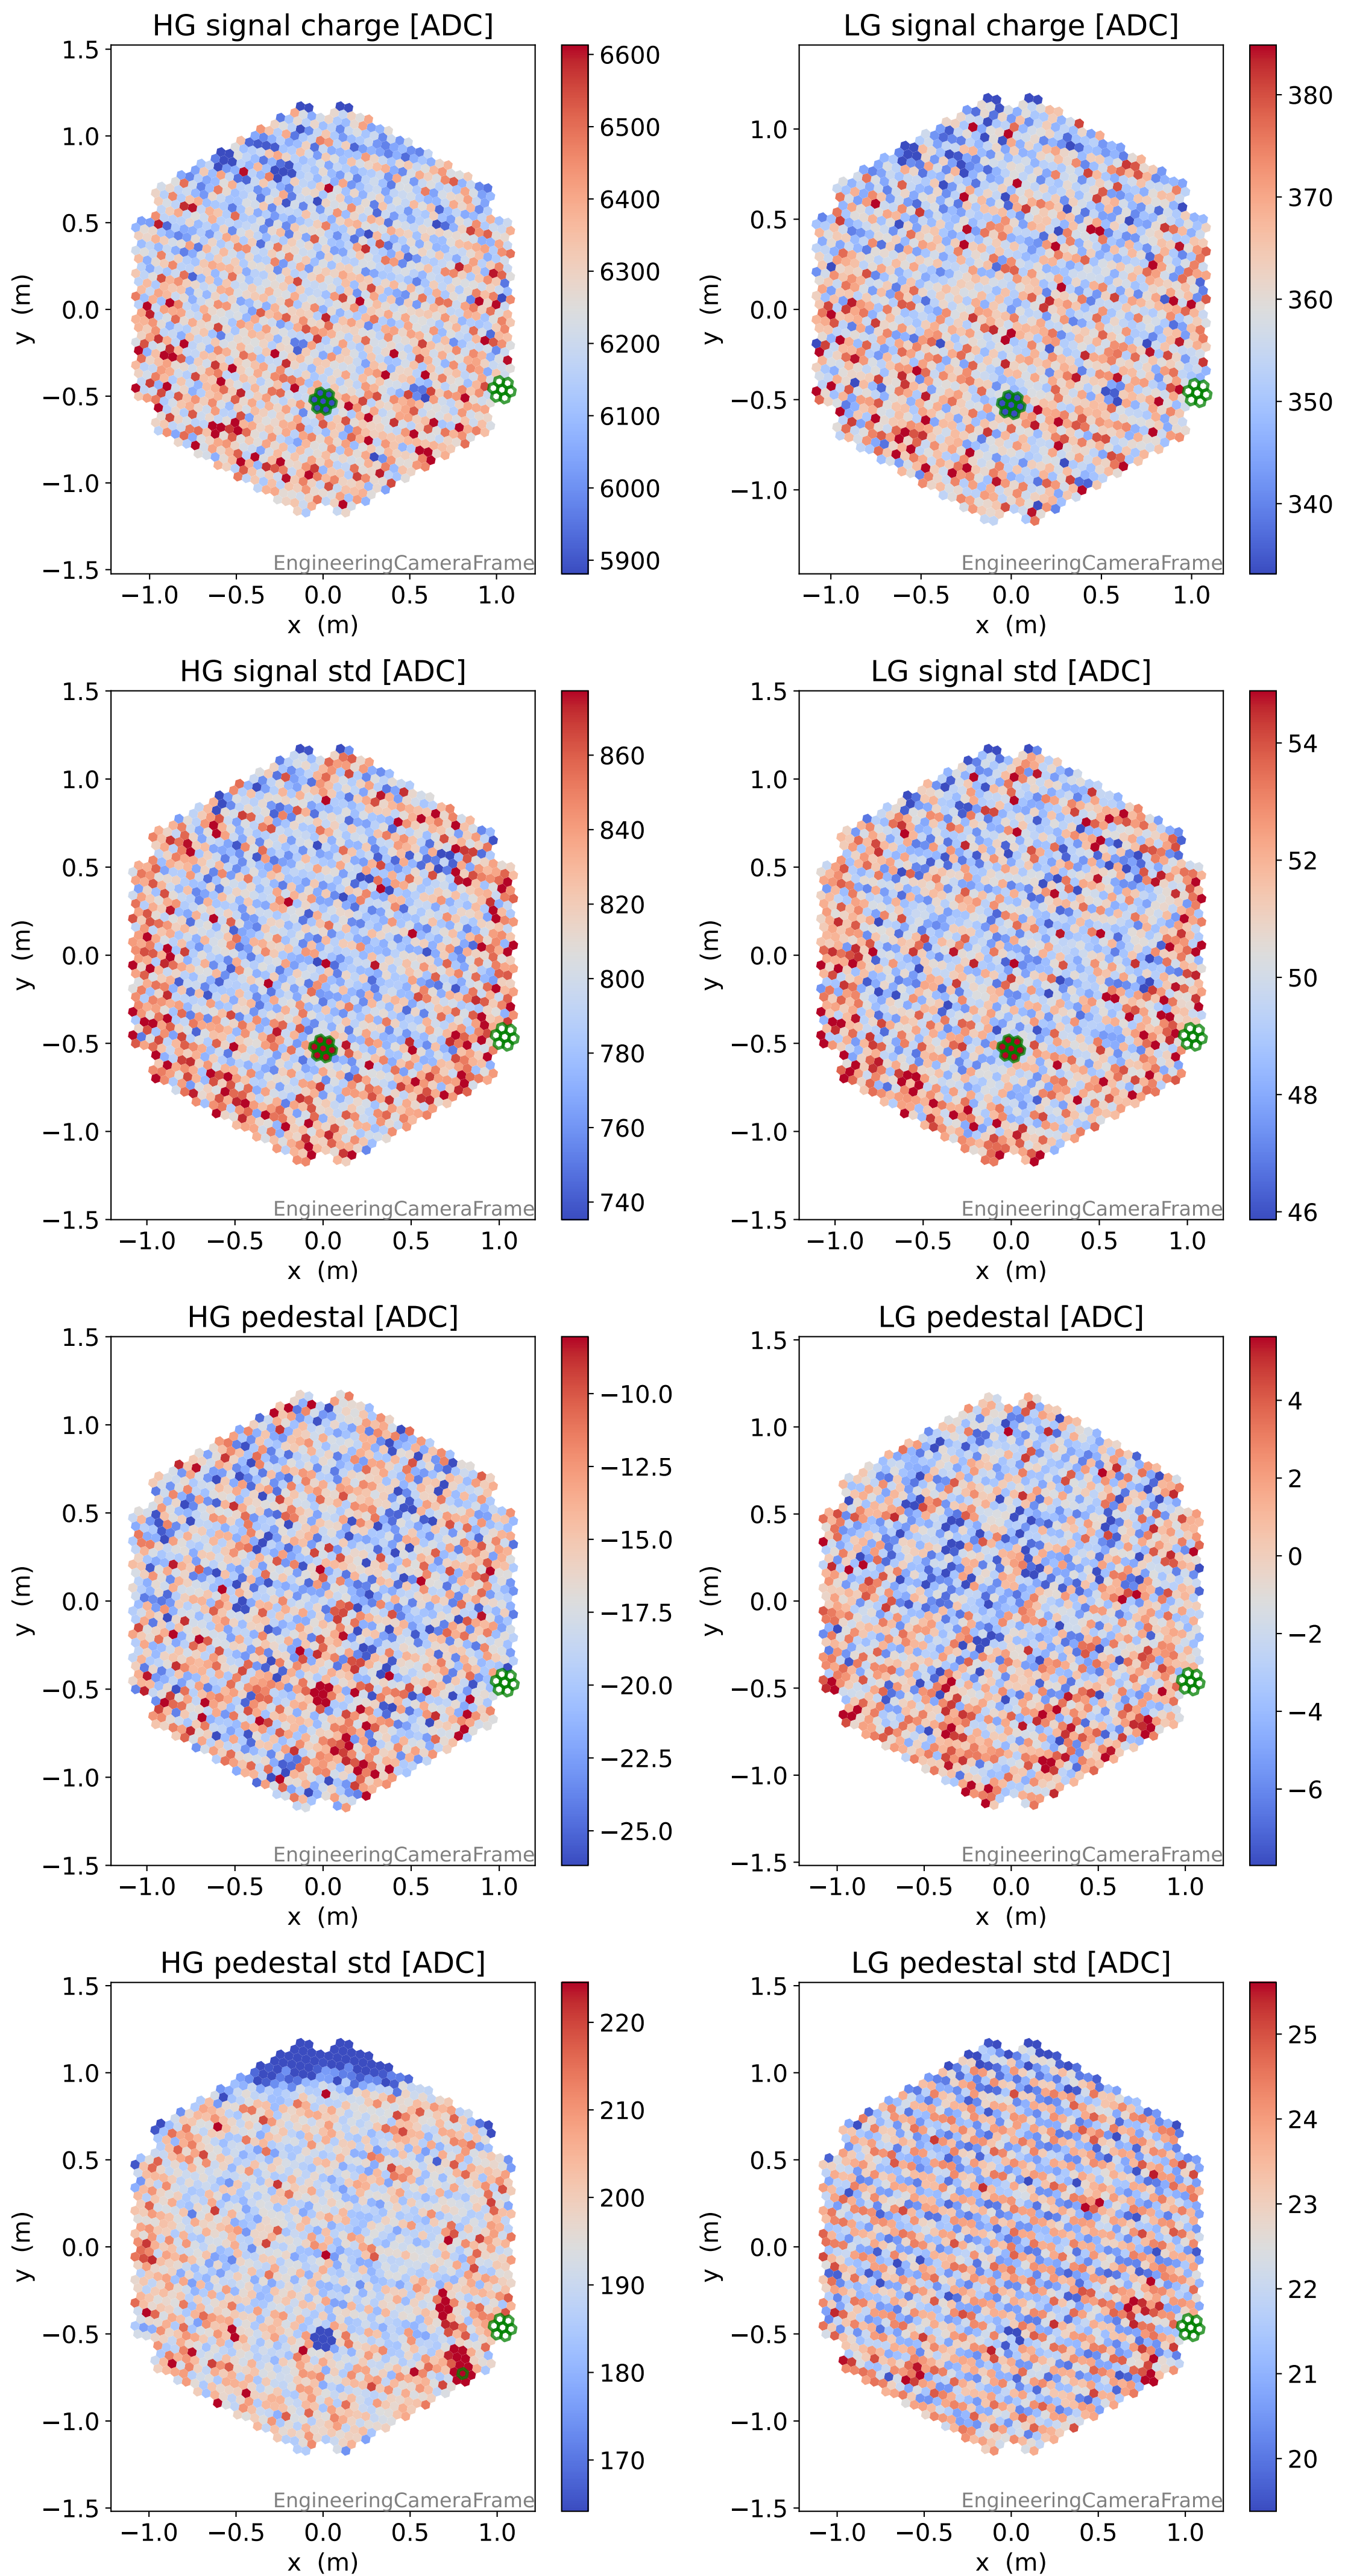 HG signal charge [ADC]
LG signal charge [ADC]
1.5
1.0
0.5
0.0
−0.5
−1.0
−1.5
y (m)
−1.0 −0.5 0.0 0.5 1.0
x (m)
EngineeringCameraFrame
6600
6500
6400
6300
6200
6100
6000
5900
1.0
0.5
0.0
−0.5
−1.0
y (m)
−1.0 −0.5 0.0 0.5 1.0
x (m)
EngineeringCameraFrame
380
370
360
350
340
HG signal std [ADC]
LG signal std [ADC]
1.5
1.0
0.5
0.0
−0.5
−1.0
−1.5
y (m)
−1.0 −0.5 0.0 0.5 1.0
x (m)
EngineeringCameraFrame
860
840
820
800
780
760
740
1.5
1.0
0.5
0.0
−0.5
−1.0
−1.5
y (m)
−1.0 −0.5 0.0 0.5 1.0
x (m)
EngineeringCameraFrame
54
52
50
48
46
HG pedestal [ADC]
LG pedestal [ADC]
1.5
1.0
0.5
0.0
−0.5
−1.0
−1.5
y (m)
−1.0 −0.5 0.0 0.5 1.0
x (m)
EngineeringCameraFrame
−10.0
−12.5
−15.0
−17.5
−20.0
−22.5
−25.0
1.5
1.0
0.5
0.0
−0.5
−1.0
−1.5
y (m)
−1.0 −0.5 0.0 0.5 1.0
x (m)
EngineeringCameraFrame
4
2
0
−2
−4
−6
HG pedestal std [ADC]
LG pedestal std [ADC]
1.5
1.0
0.5
0.0
−0.5
−1.0
−1.5
y (m)
−1.0 −0.5 0.0 0.5 1.0
x (m)
EngineeringCameraFrame
220
210
200
190
180
170
1.5
1.0
0.5
0.0
−0.5
−1.0
−1.5
y (m)
−1.0 −0.5 0.0 0.5 1.0
x (m)
EngineeringCameraFrame
25
24
23
22
21
20